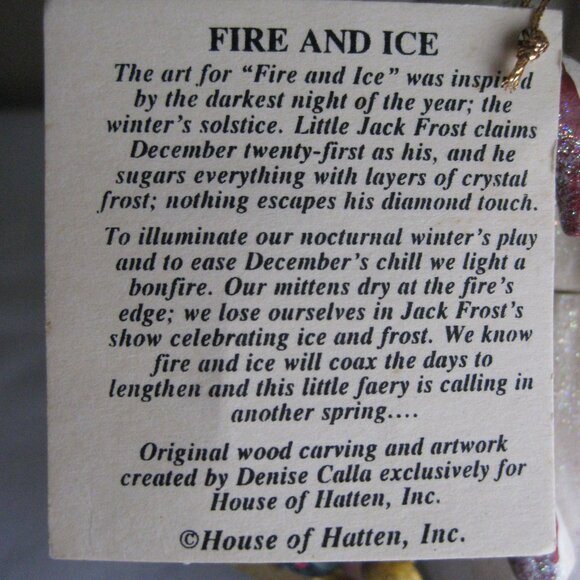 FIRE AND ICE
The art for “Fire and Ice” was inspired
by the darkest night of the year; the
winter's solstice. Little Jack Frost claims
December twenty-first as his, and he
sugars everything with layers of crystal
frost; nothing escapes his diamond touch.
To illuminate our nocturnal winter's play
and to ease December's chill we light a
bonfire. Our mittens dry at the fire's
edge; we lose ourselves in Jack Frost's
show celebrating ice and frost. We know
fire and ice will coax the days to
lengthen and this little faery is calling in
another spring....
Original wood carving and artwork
created by Denise Calla exclusively for
House of Hatten, Inc.
©House of Hatten, Inc.